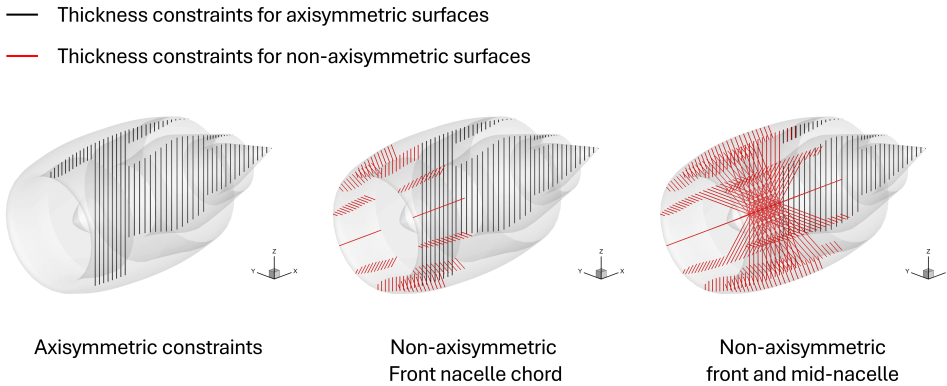 Thickness constraints for axisymmetric surfaces
Thickness constraints for non-axisymmetric surfaces
Z
Y
X
Z
Y
X
Z
Y
Axisymmetric constraints
Non-axisymmetric
Front nacelle chord
Non-axisymmetric
front and mid-nacelle